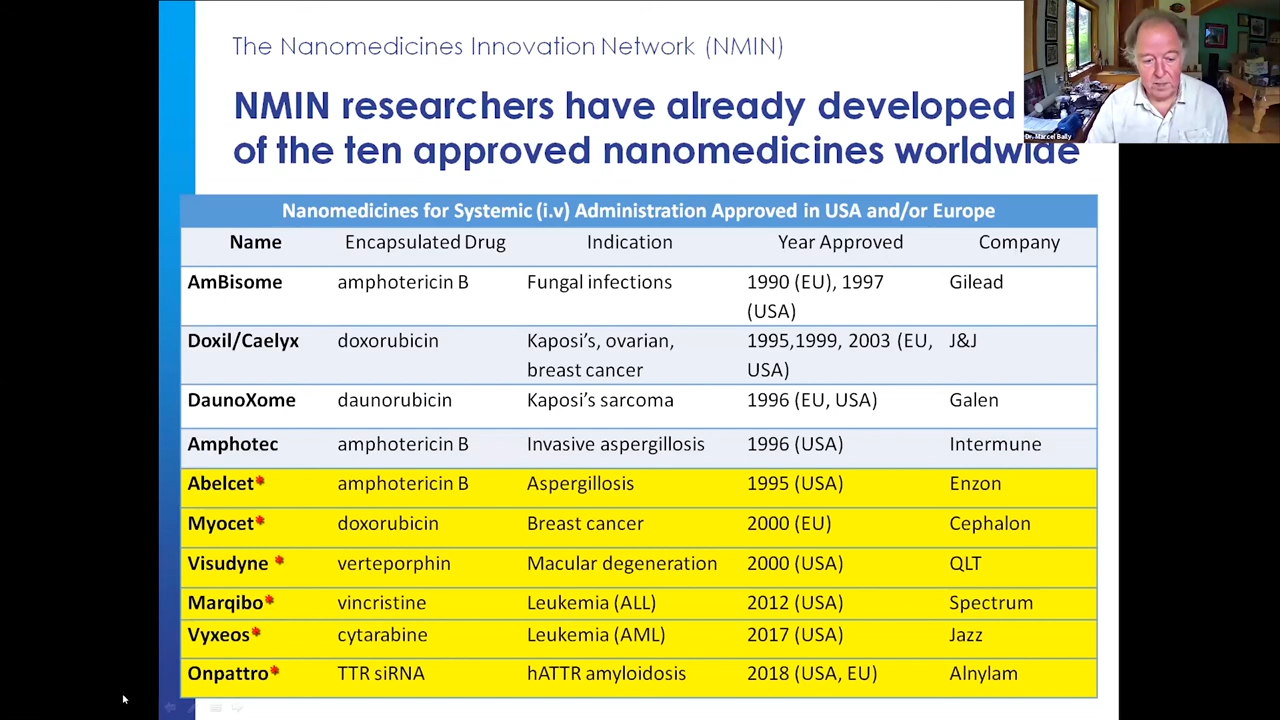 The Nanomedicines Innovation Network (NMIN)
NMIN researchers have already developed
of the ten approved nanomedicines worldwide
Dr. Marcel Bally
Nanomedicines for Systemic (i.v) Administration Approved in USA and/or Europe
Name Encapsulated Drug Indication Year Approved Company
AmBisome amphotericin B Fungal infections 1990 (EU), 1997 Gilead
(USA)
Doxil/Caelyx doxorubicin Kaposi's, ovarian, 1995,1999, 2003 (EU, J&J
breast cancer USA)
DaunoXome daunorubicin Kaposi's sarcoma 1996 (EU, USA) Galen
Amphotec amphotericin B Invasive aspergillosis 1996 (USA) Intermune
Abelcet amphotericin B Aspergillosis 1995 (USA) Enzon
Myocet doxorubicin Breast cancer 2000 (EU) Cephalon
Visudyne verteporphin Macular degeneration 2000 (USA) QLT
Marqibo vincristine Leukemia (ALL) 2012 (USA) Spectrum
Vyxeos cytarabine Leukemia (AML) 2017 (USA) Jazz
Onpattro TTR siRNA hATTR amyloidosis 2018 (USA, EU) Alnylam